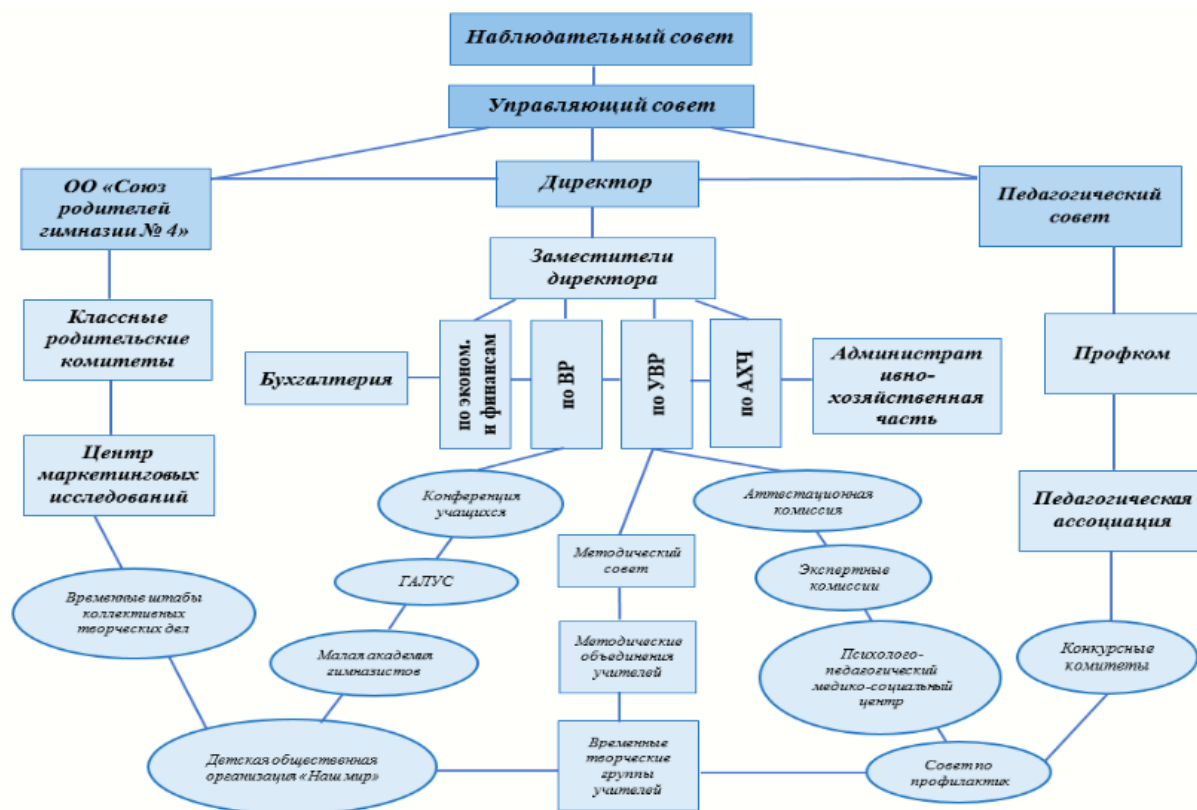 Наблюдательный совет
Управляющий совет
ОО «Союз
родителей
гимназии № 4»
Директор
Педагогический
совет
Заместители
директора
Классные
родительские
комитеты
Бухгалтерия
по эконом.
и финансам
по ВР
по УВР
по АХЧ
Административ
ивно-
хозяйственная
часть
Профком
Центр
маркетинговых
исследований
Конференция
учащихся
Аттестационная
комиссия
Педагогическая
ассоциация
Методический
совет
ГАЛУС
Экспертные
комиссии
Временные штабы
коллективных
творческих дел
Малая академия
гимназистов
Методические
объединения
учителей
Психолого-
педагогический
медико-социальный
центр
Конкурсные
комитеты
Детская общественная
организация «Наш мир»
Временные
творческие
группы
учителей
Совет по
профилактик